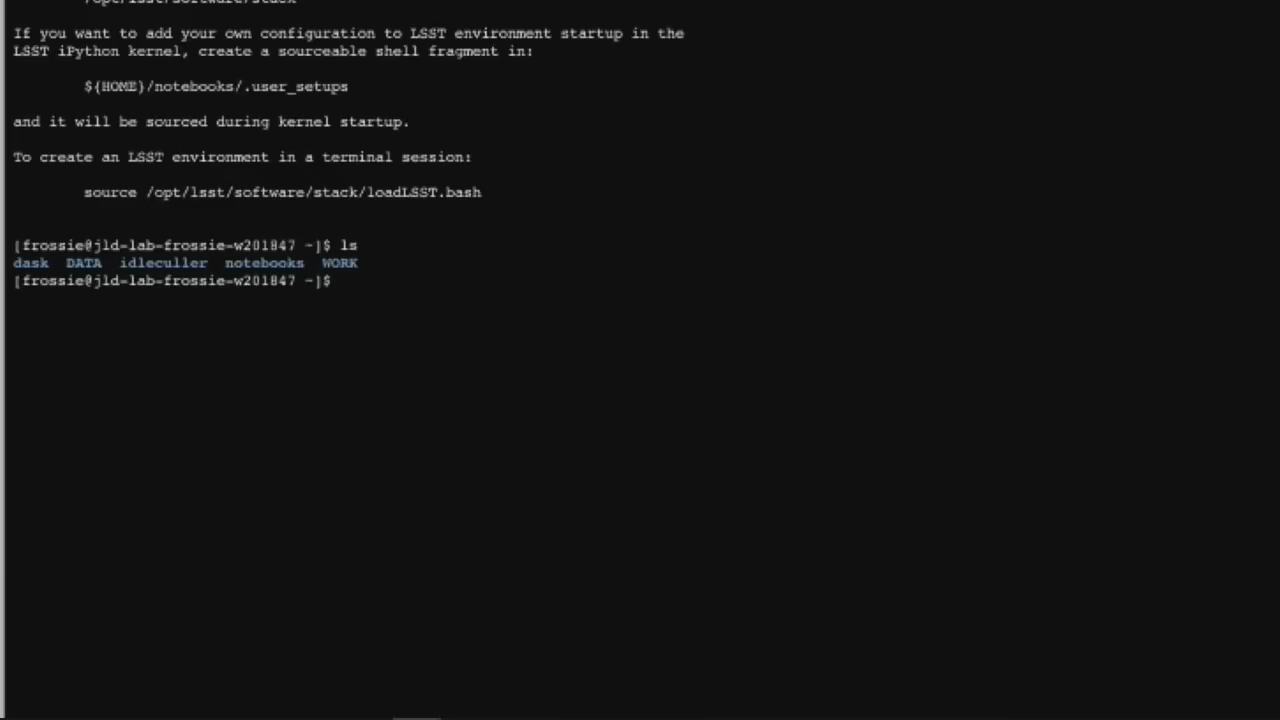 /opt/lsst/software/stack
If you want to add your own configuration to LSST environment startup in the
LSST iPython kernel, create a sourceable shell fragment in:
${HOME}/notebooks/.user_setups
and it will be sourced during kernel startup.
To create an LSST environment in a terminal session:
source /opt/lsst/software/stack/loadLSST.bash
[frossie@jld-lab-frossie-w201847 ~]$ ls
dask DATA idleculler notebooks WORK
[frossie@jld-lab-frossie-w201847 ~]$